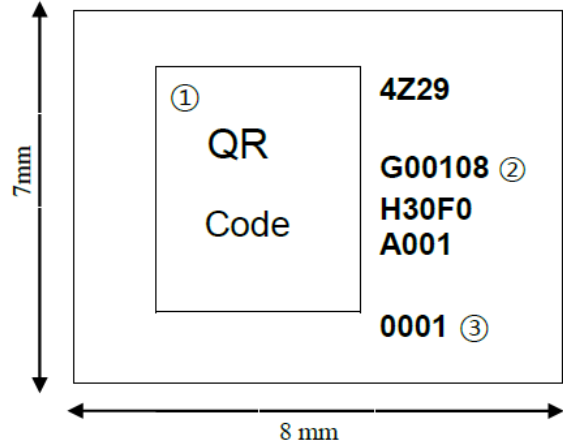 ①
QR
Code
4Z29
G00108 ②
H30F0
A001
0001 ③
7mm
8 mm